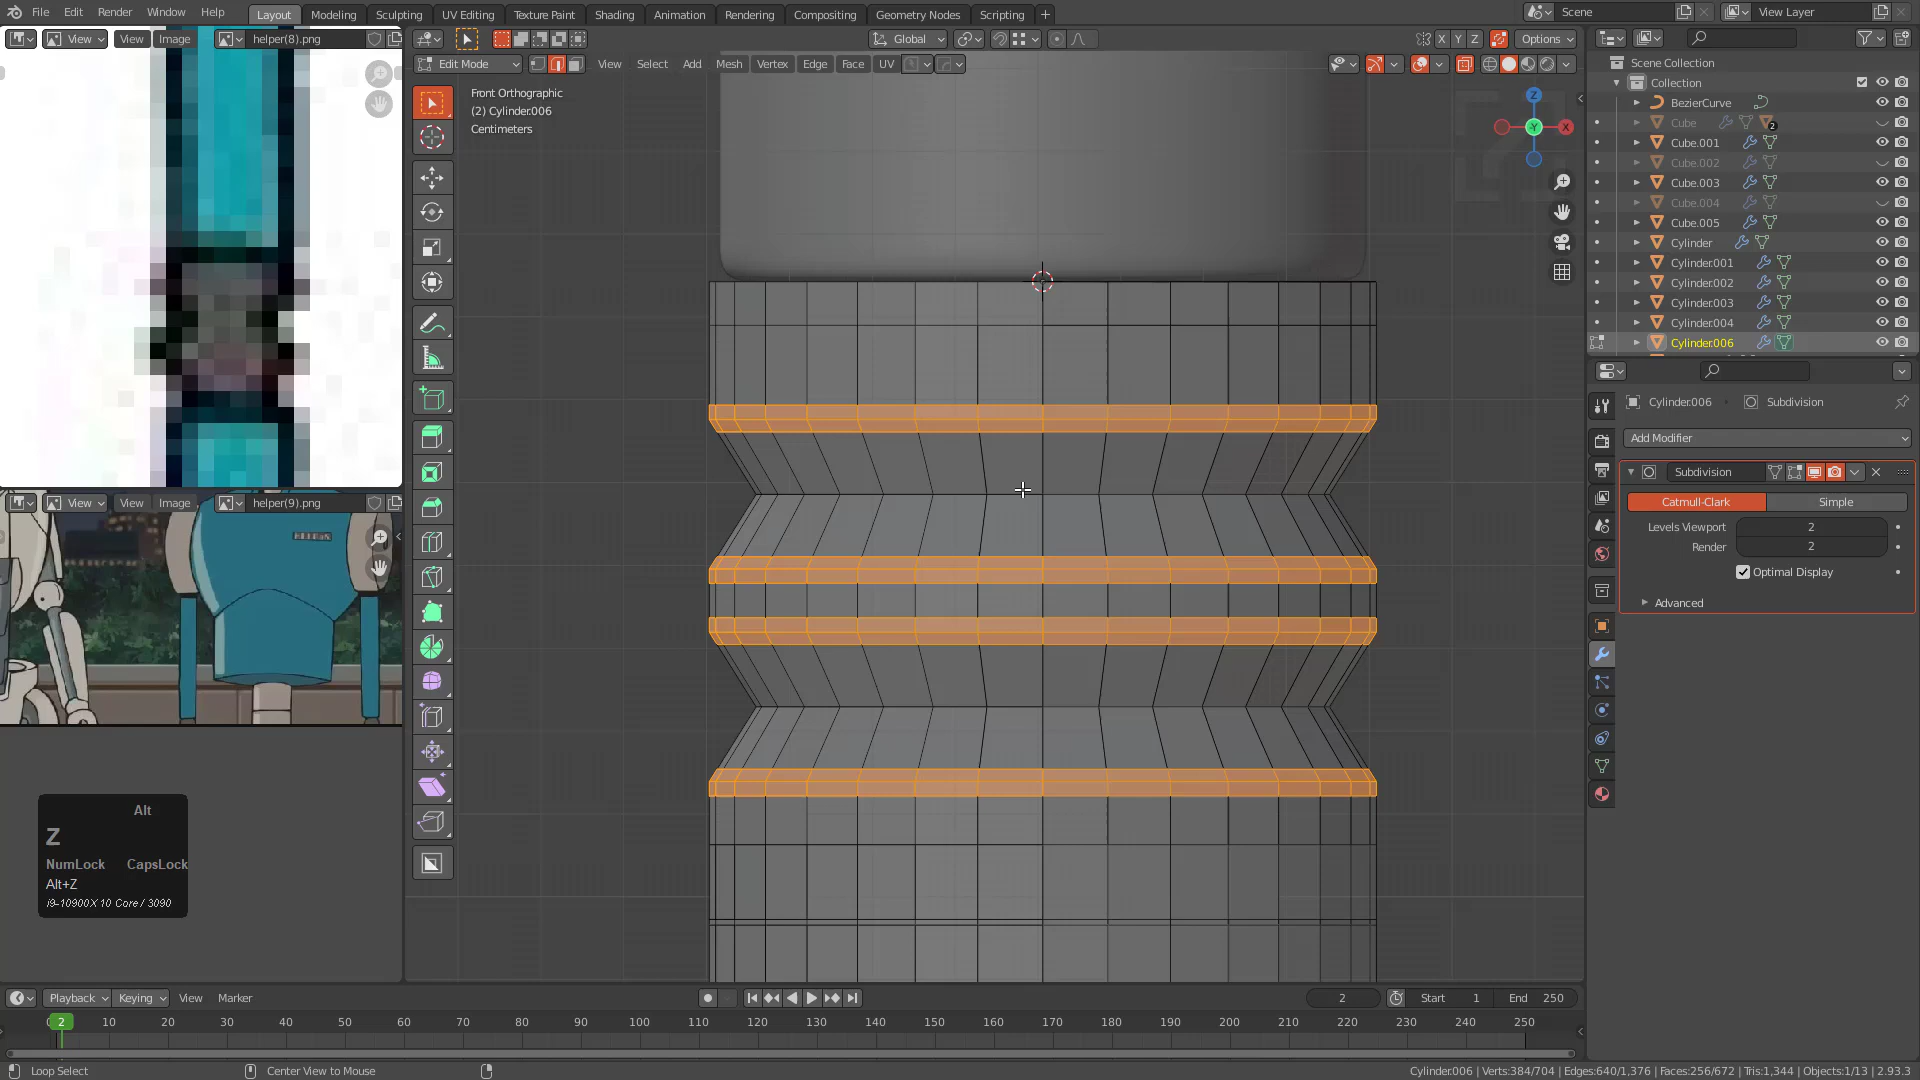 File Edit Render Window Help
Layout Modeling Sculpting UV Editing Texture Paint Shading Animation Rendering Compositing Geometry Nodes Scripting +
Scene
View Layer
View View Image helper(8).png
Global
X Y Z Options
Edit Mode View Select Add Mesh Vertex Edge Face UV
Front Orthographic
(2) Cylinder.006
Centimeters
Z
X
-Y
Scene Collection
Collection
BezierCurve
Cube 2
Cube.001
Cube.002
Cube.003
Cube.004
Cube.005
Cylinder
Cylinder.001
Cylinder.002
Cylinder.003
Cylinder.004
Cylinder.006
Cylinder.006 Subdivision
Add Modifier
Subdivision
Catmull-Clark Simple
Levels Viewport 2
Render 2
Optimal Display
Advanced
View View Image helper(9).png
Alt
Z
NumLock CapsLock
Alt+Z
i9-10900X 10 Core / 3090
Playback Keying View Marker
2 Start 1 End 250
2 10 20 30 40 50 60 70 80 90 100 110 120 130 140 150 160 170 180 190 200 210 220 230 240 250
Loop Select Center View to Mouse
Cylinder.006 | Verts:384/704 | Edges:640/1,376 | Faces:256/672 | Tris:1,344 | Objects:1/13 | 2.93.3